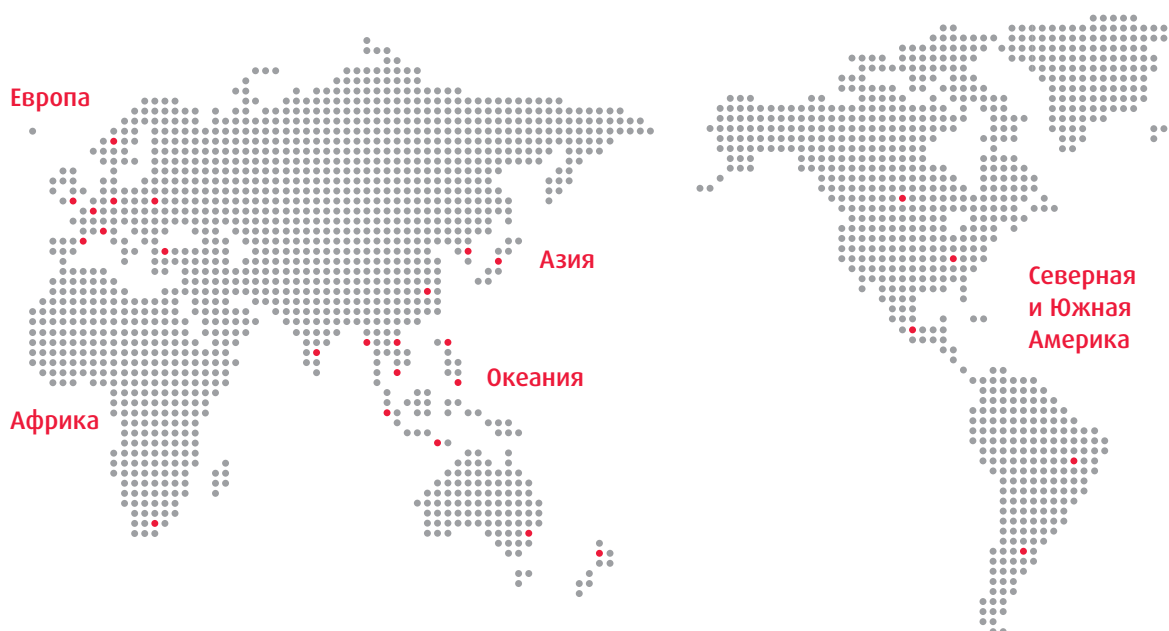 Европа
Азия
Северная
и Южная
Америка
Океания
Африка